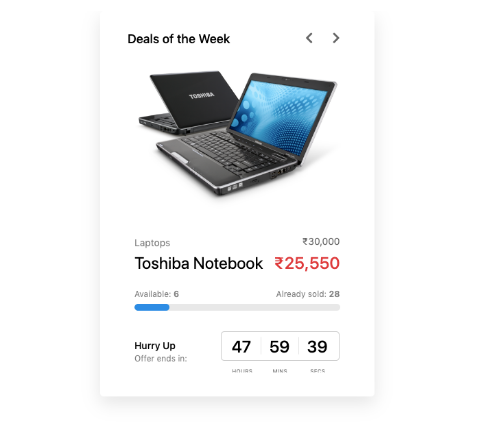 Deals of the Week
TOSHIBA
Laptops ₹30,000
Toshiba Notebook ₹25,550
Available: 6 Already sold: 28
Hurry Up
Offer ends in:
47 59 39
HOURS MINS SECS